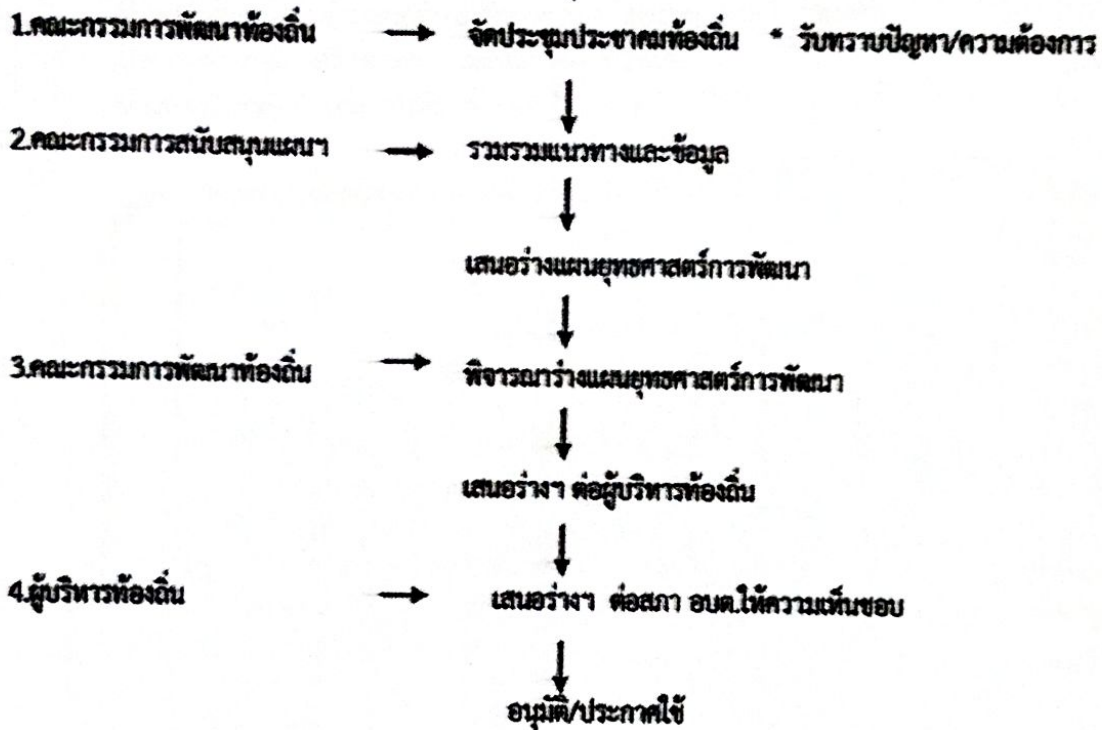 1.คณะกรรมการพัฒนาท้องถิ่น → จัดประชุมประชาคมท้องถิ่น * รับทราบปัญหา/ความต้องการ
2.คณะกรรมการสนับสนุนแผนฯ → รวมรวมแนวทางและข้อมูล
เสนอร่างแผนยุทธศาสตร์การพัฒนา
3.คณะกรรมการพัฒนาท้องถิ่น → พิจารณาร่างแผนยุทธศาสตร์การพัฒนา
เสนอร่างฯ ต่อผู้บริหารท้องถิ่น
4.ผู้บริหารท้องถิ่น → เสนอร่างฯ ต่อสภา อบต.ให้ความเห็นชอบ
อนุมัติ/ประกาศใช้